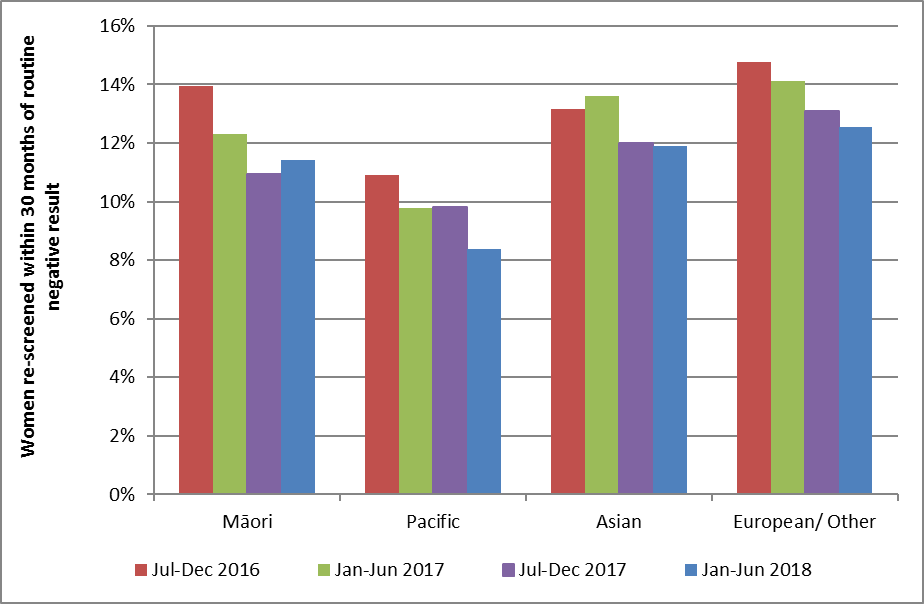 Women re-screened within 30 months of routine
negative result
16%
14%
12%
10%
8%
6%
4%
2%
0%
Māori Pacific Asian European/ Other
Jul-Dec 2016 Jan-Jun 2017 Jul-Dec 2017 Jan-Jun 2018